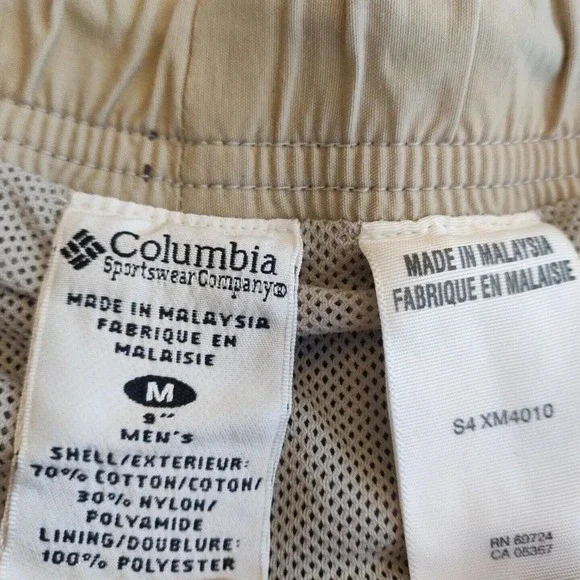 Columbia
Sportswear Company®
MADE IN MALAYSIA
FABRIQUE EN
MALAISIE
M
9"
MEN'S
SHELL/EXTERIEUR:
70% COTTON/COTON/
30% NYLON/
POLYAMIDE
LINING/DOUBLURE:
100% POLYESTER
MADE IN MALAYSIA
FABRIQUE EN MALAISIE
S4 XM4010
RN 69724
CA 05367